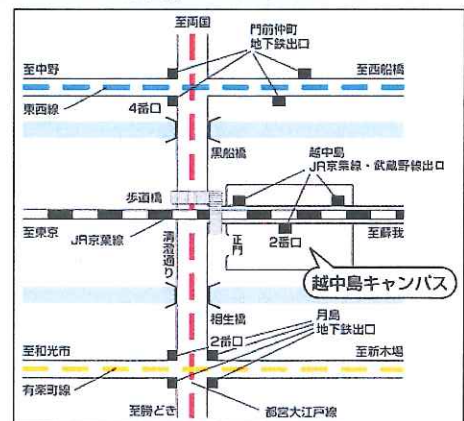 至両国
門前仲町
地下鉄出口
至中野
至西船橋
東西線
4番口
黒船橋
越中島
JR京葉線・武蔵野線出口
歩道橋
至東京
JR京葉線
清澄通り
正門
2番口
至蘇我
越中島キャンパス
相生橋
月島
地下鉄出口
2番口
至和光市
至新木場
有楽町線
至勝どき
都営大江戸線